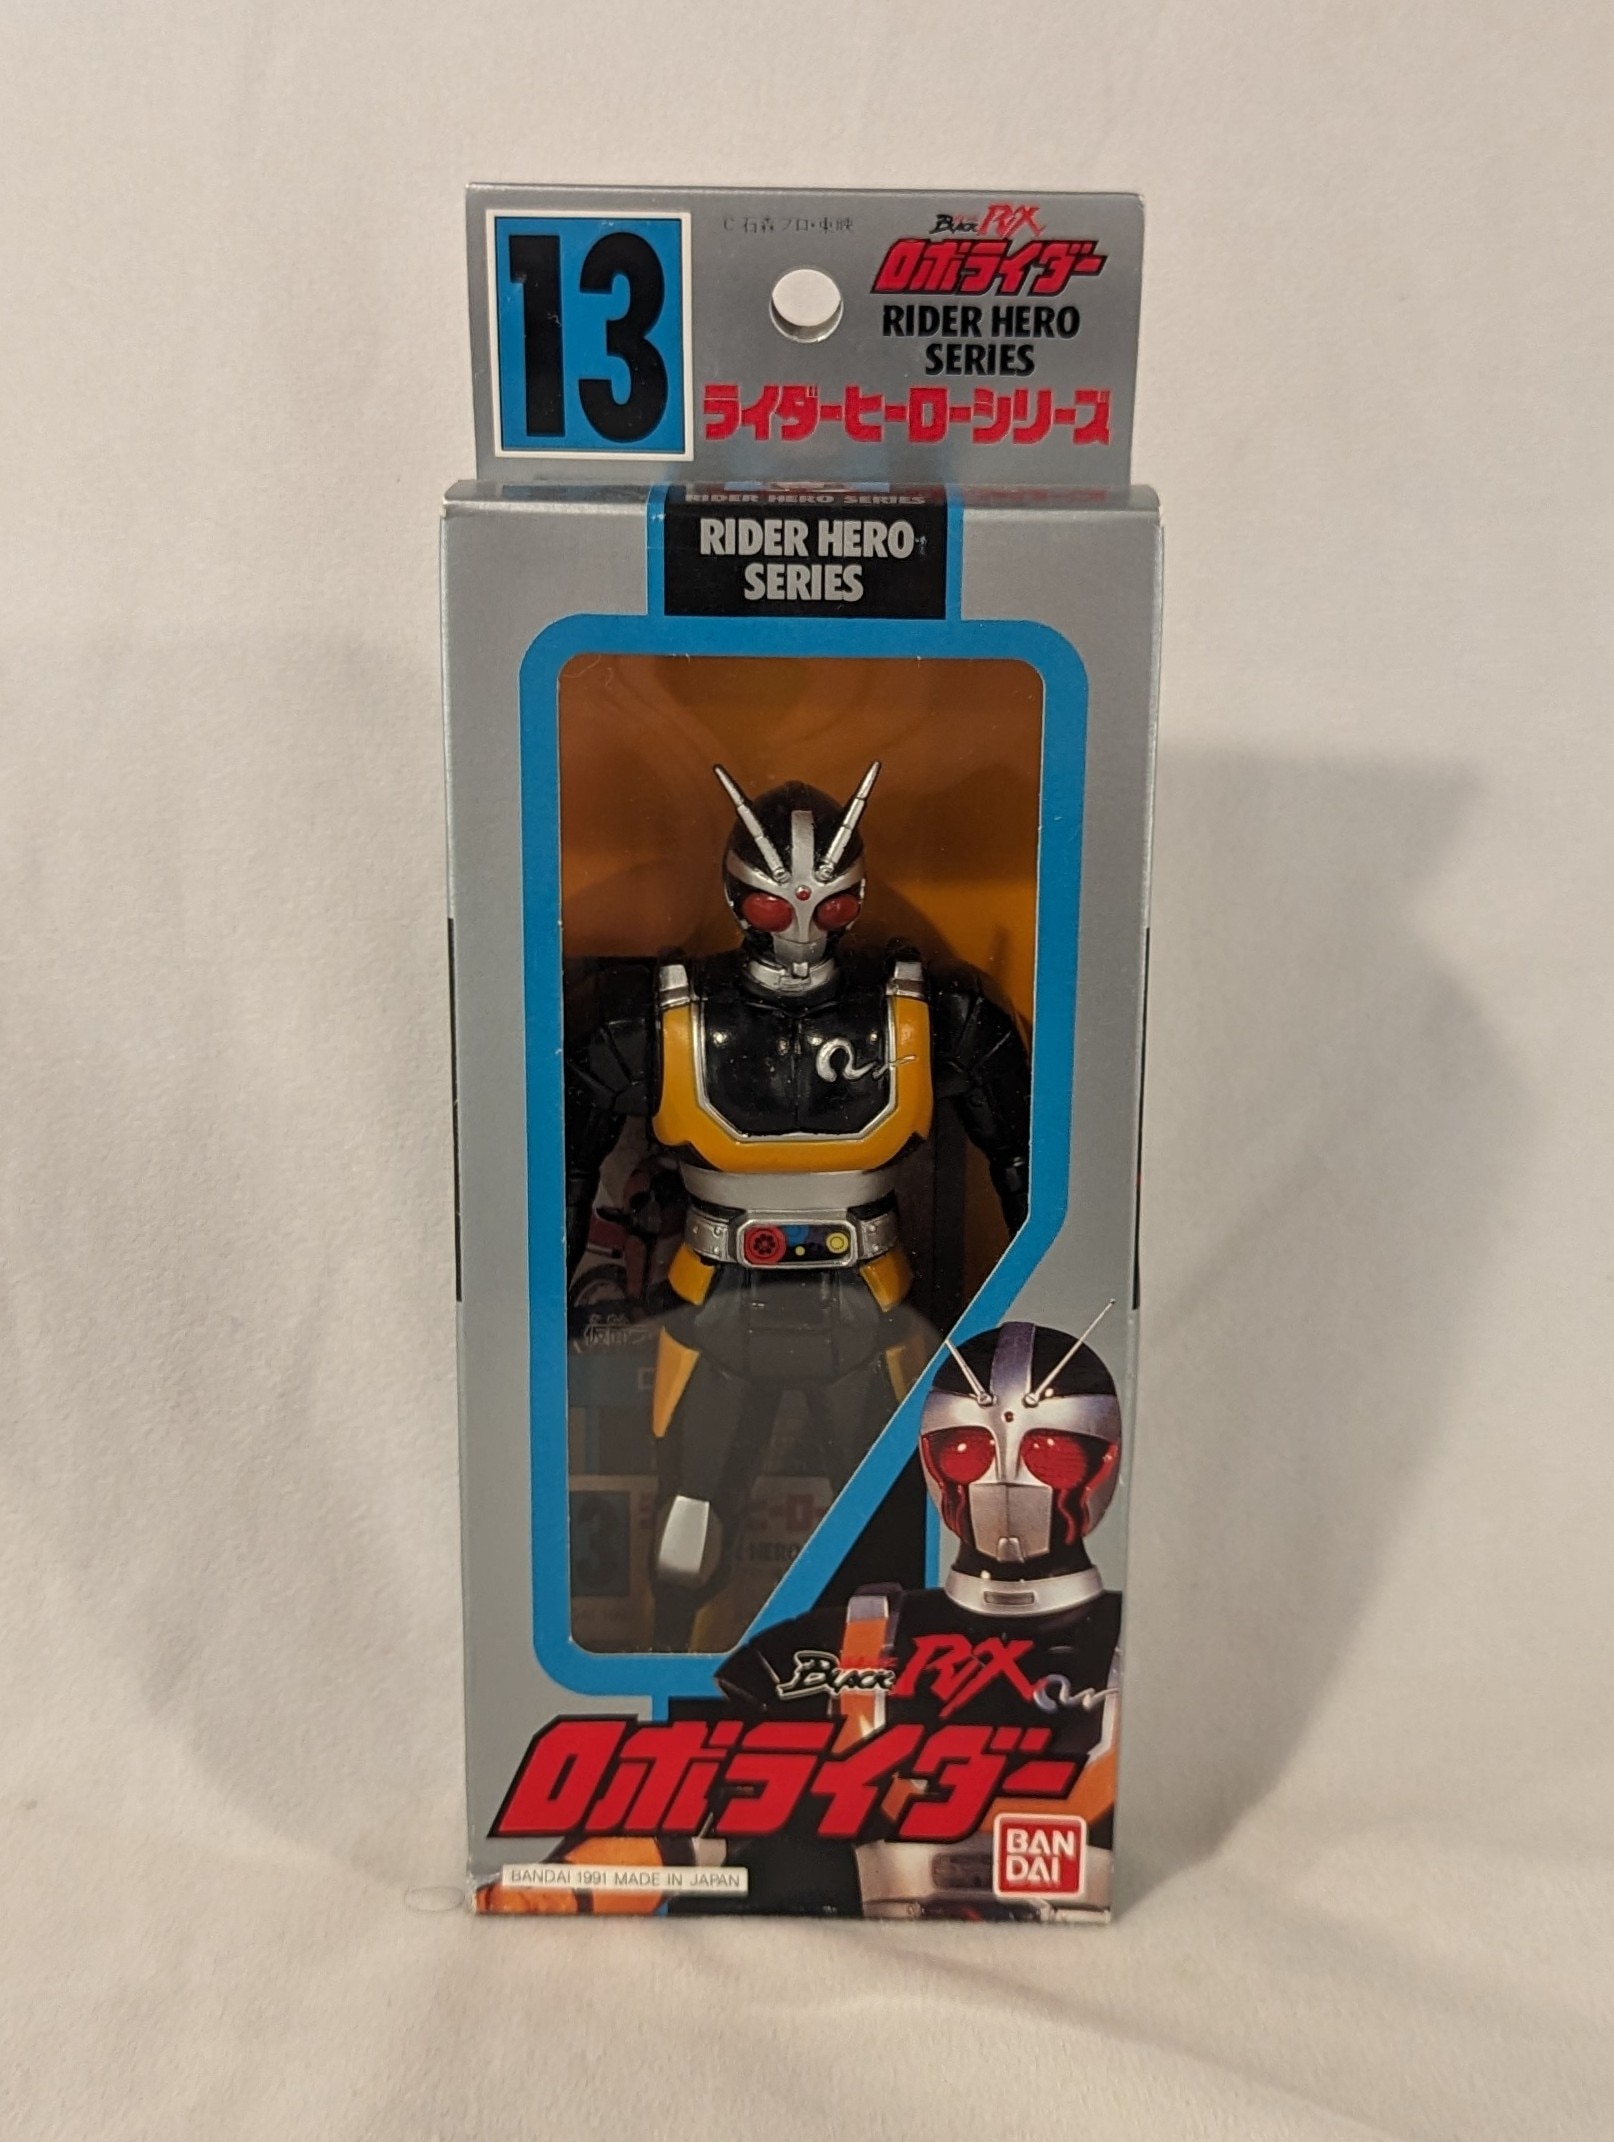 13
C 石森プロ・東映
BLACK RX
ロボライダー
RIDER HERO
SERIES
ライダーヒーローシリーズ
RIDER HERO SERIES
RIDER HERO
SERIES
BLACK RX
ロボライダー
BANDAI 1991 MADE IN JAPAN
BAN
DAI